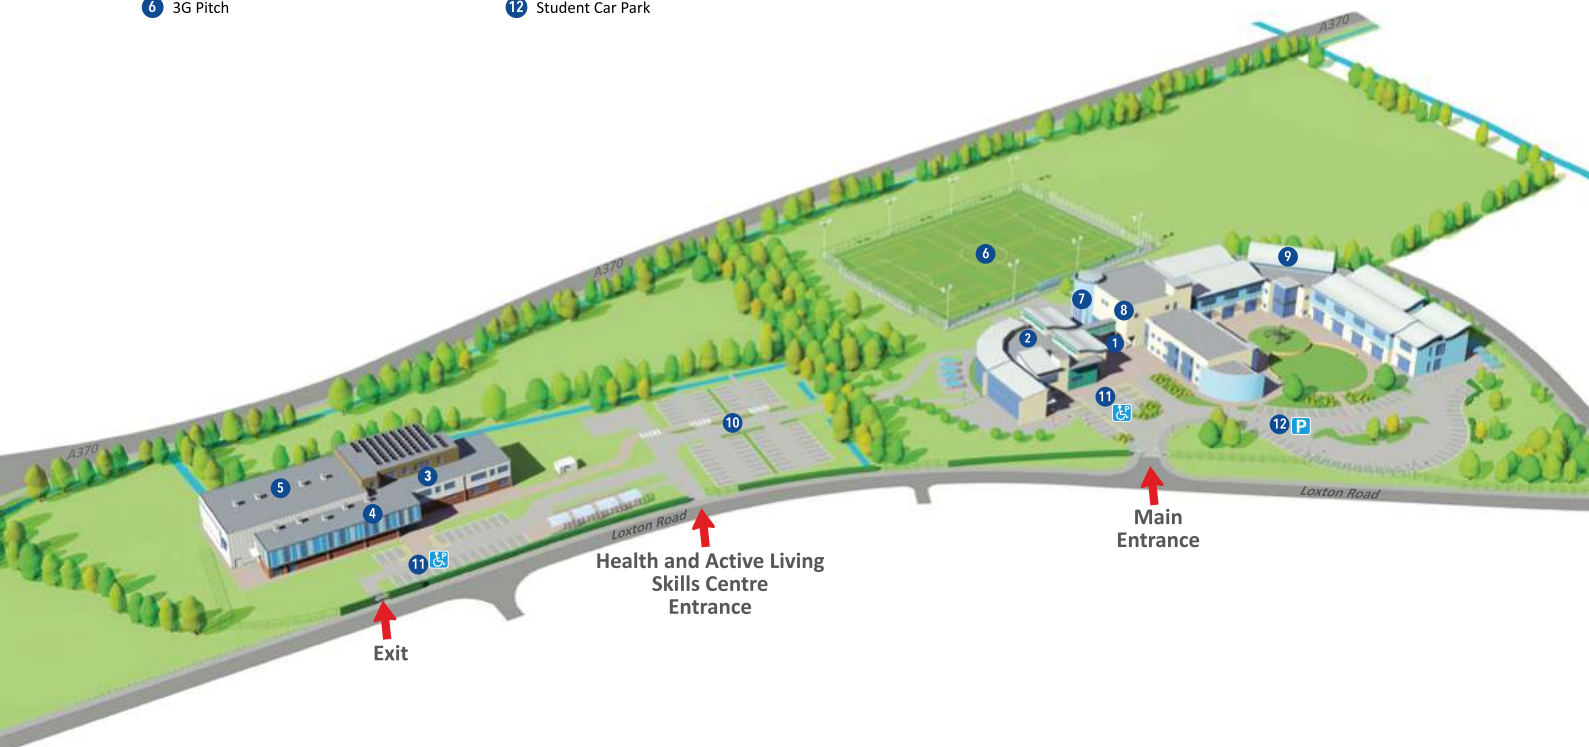 6 3G Pitch
12 Student Car Park
A370
A370
A370
6
9
7
8
2
1
11
P
12 P
10
3
5
4
11
P
Loxton Road
Loxton Road
Main
Entrance
Health and Active Living
Skills Centre
Entrance
Exit